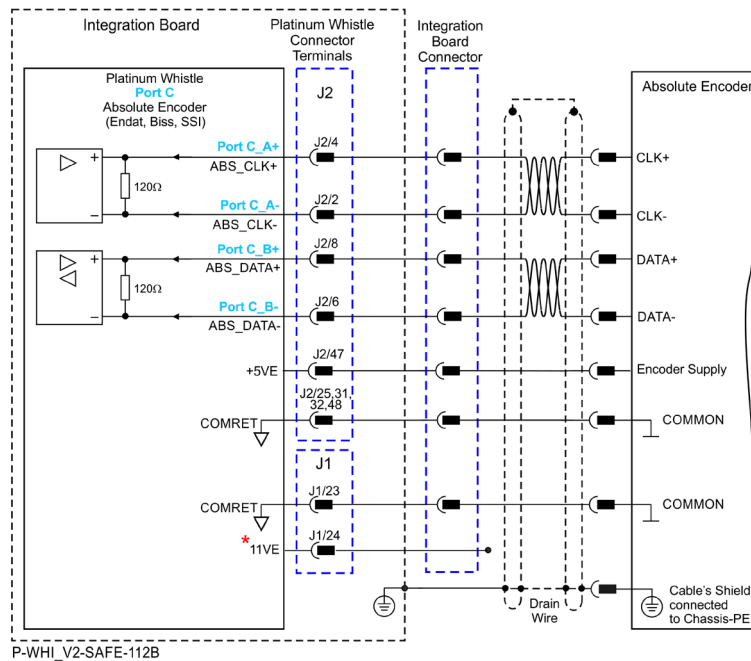 Integration Board
Platinum Whistle
Connector
Terminals
Integration
Board
Connector
Platinum Whistle
Port C
Absolute Encoder
(Endat, Biss, SSI)
J2
Absolute Encoder
+
120Ω
–
Port C_A+
ABS_CLK+
J2/4
CLK+
Port C_A-
ABS_CLK-
J2/2
CLK-
+
120Ω
–
Port C_B+
ABS_DATA+
J2/8
DATA+
Port C_B-
ABS_DATA-
J2/6
DATA-
+5VE
J2/47
Encoder Supply
J2/25,31,
32,48
COMRET
COMMON
J1
COMRET
J1/23
COMMON
*
11VE
J1/24
Drain
Wire
Cable's Shield
connected
to Chassis-PE
P-WHI_V2-SAFE-112B